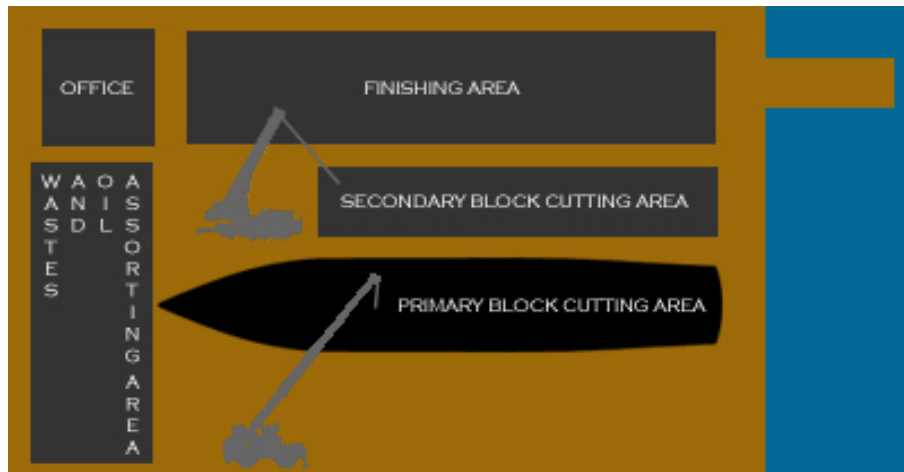 OFFICE
FINISHING AREA
SECONDARY BLOCK CUTTING AREA
PRIMARY BLOCK CUTTING AREA
WASTES
AND
OIL
ASSORTING AREA